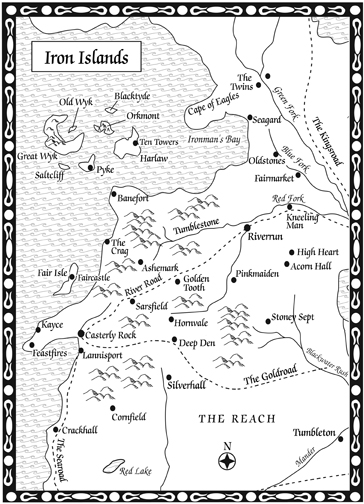 Iron Islands
The
Twins
Green Fork
Blacktyde
Old Wyk
Orkmont
Cape of Eagles
Seagard
The Kingsroad
Ten Towers
Ironman's Bay
Great Wyk
Harlaw
Blue Fork
Oldstones
Saltcliff
Pyke
Fairmarket
Banefort
Red Fork
Kneeling
Man
Tumblestone
Riverrun
The
Crag
High Heart
Ashemark
Acorn Hall
Fair Isle
Faircastle
River Road
Golden
Tooth
Pinkmaiden
Sarsfield
Kayce
Hornvale
Stoney Sept
Casterly Rock
Feastfires
Deep Den
Lannisport
Blackwater Rush
The Goldroad
Silverhall
Cornfield
THE REACH
Crackhall
Tumbleton
The Searoad
N
Red Lake
Mander